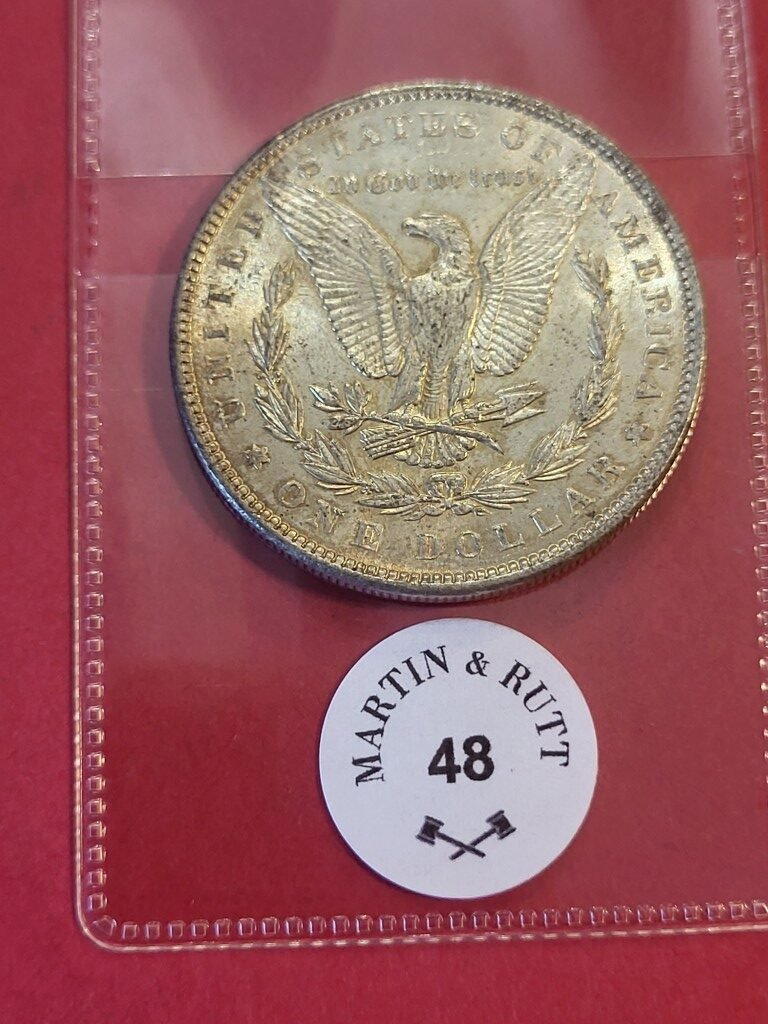 UNITED STATES OF AMERICA
In God we trust
ONE DOLLAR
MARTIN & RUTT
48